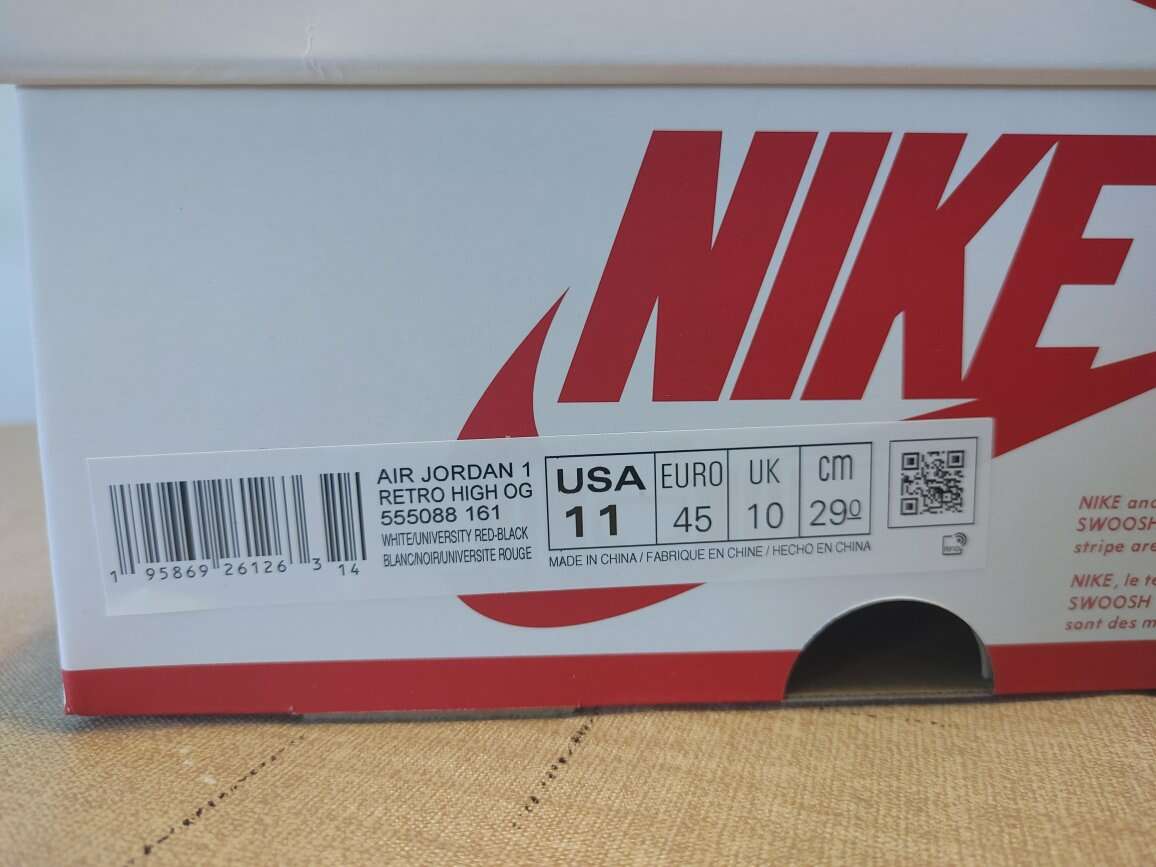 NIKE
AIR JORDAN 1
RETRO HIGH OG
555088 161
WHITE/UNIVERSITY RED-BLACK
BLANC/NOIR/UNIVERSITE ROUGE
1 95869 26126 3 14
USA EURO UK cm
11 45 10 290
MADE IN CHINA / FABRIQUE EN CHINE / HECHO EN CHINA
NIKE and
SWOOSH
stripe are
NIKE, le
SWOOSH
sont des